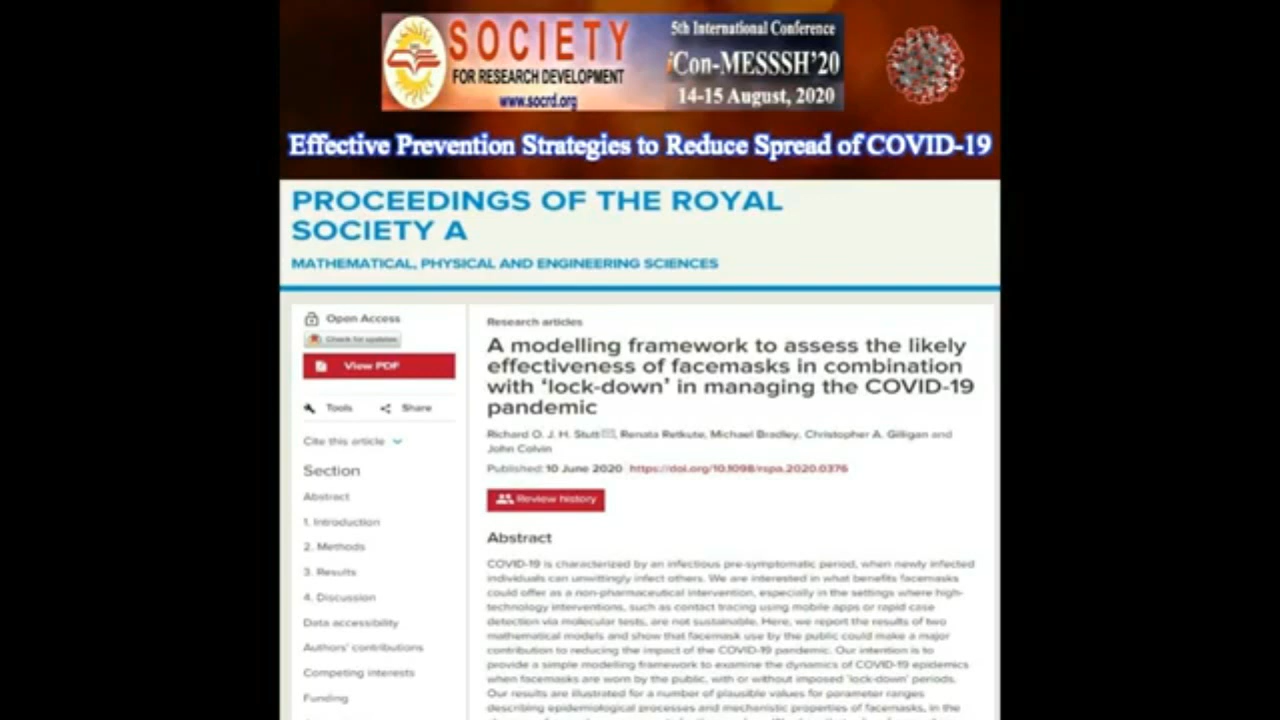 SOCIETY
FOR RESEARCH DEVELOPMENT
www.socrd.org
5th International Conference
iCon-MESSSH'20
14-15 August, 2020
Effective Prevention Strategies to Reduce Spread of COVID-19
PROCEEDINGS OF THE ROYAL
SOCIETY A
MATHEMATICAL, PHYSICAL AND ENGINEERING SCIENCES
Open Access
Check for updates
View PDF
Tools Share
Cite this article
Section
Abstract
1. Introduction
2. Methods
3. Results
4. Discussion
Data accessibility
Authors' contributions
Competing interests
Funding
Research articles
A modelling framework to assess the likely
effectiveness of facemasks in combination
with ‘lock-down’ in managing the COVID-19
pandemic
Richard O. J. H. Stutt, Renata Retkute, Michael Bradley, Christopher A. Gilligan and
John Colvin
Published: 10 June 2020 https://doi.org/10.1098/rspa.2020.0376
Review history
Abstract
COVID-19 is characterized by an infectious pre-symptomatic period, when newly infected
individuals can unwittingly infect others. We are interested in what benefits facemasks
could offer as a non-pharmaceutical intervention, especially in the settings where high-
technology interventions, such as contact tracing using mobile apps or rapid case
detection via molecular tests, are not sustainable. Here, we report the results of two
mathematical models and show that facemask use by the public could make a major
contribution to reducing the impact of the COVID-19 pandemic. Our intention is to
provide a simple modelling framework to examine the dynamics of COVID-19 epidemics
when facemasks are worn by the public, with or without imposed ‘lock-down’ periods.
Our results are illustrated for a number of plausible values for parameter ranges
describing epidemiological processes and mechanistic properties of facemasks, in the